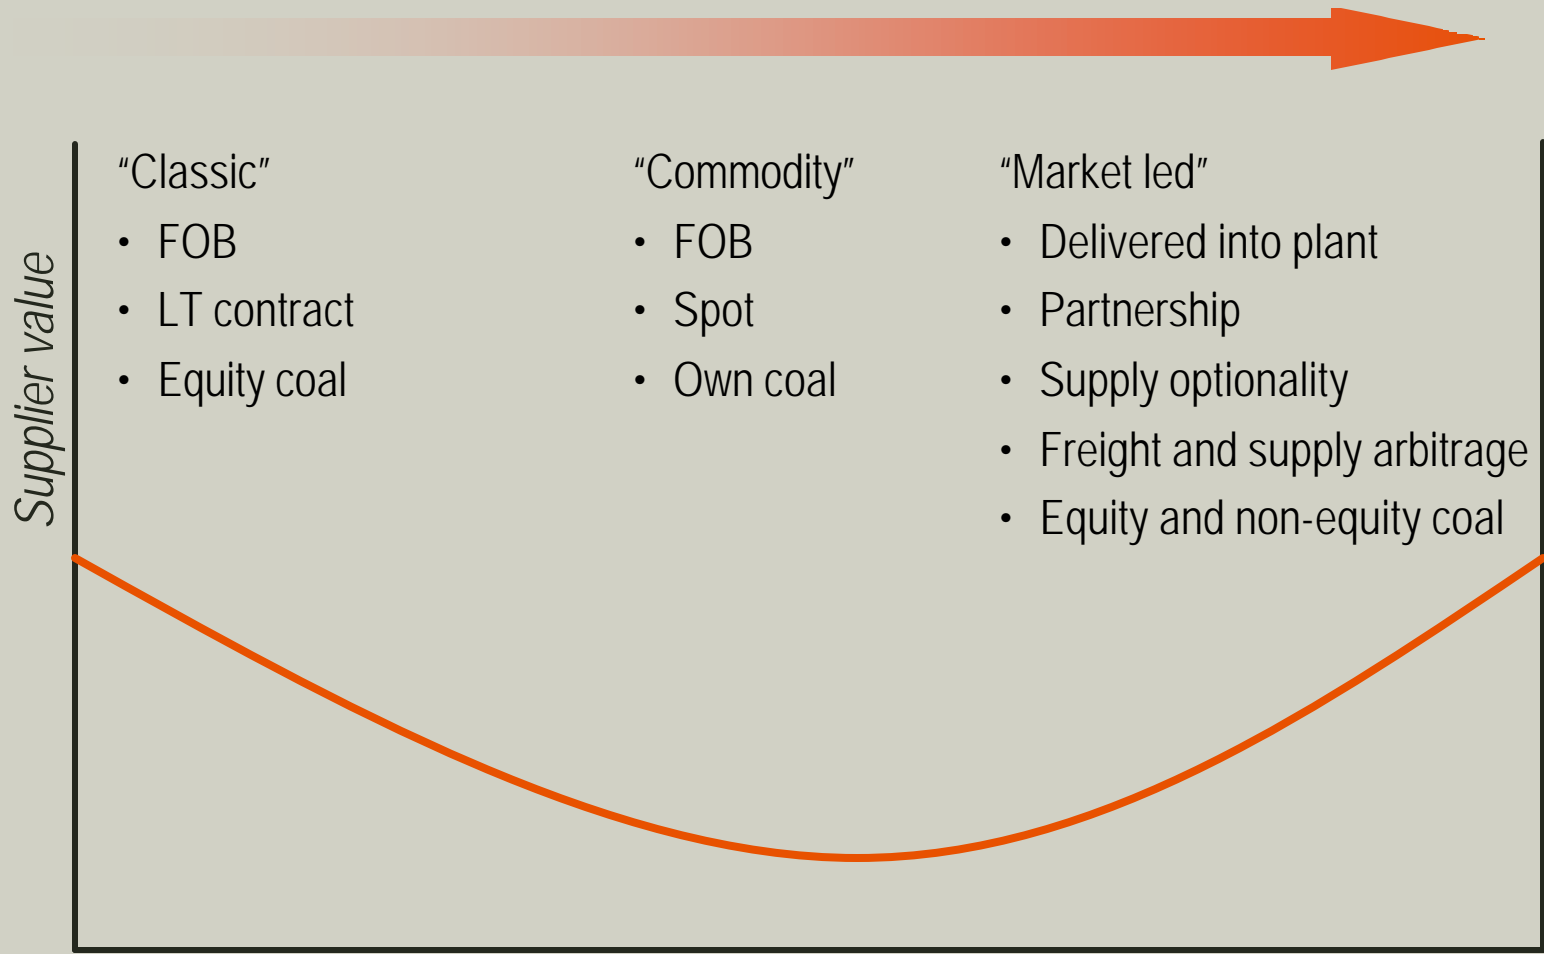 Supplier value
“Classic”
• FOB
• LT contract
• Equity coal
“Commodity”
• FOB
• Spot
• Own coal
“Market led”
• Delivered into plant
• Partnership
• Supply optionality
• Freight and supply arbitrage
• Equity and non-equity coal